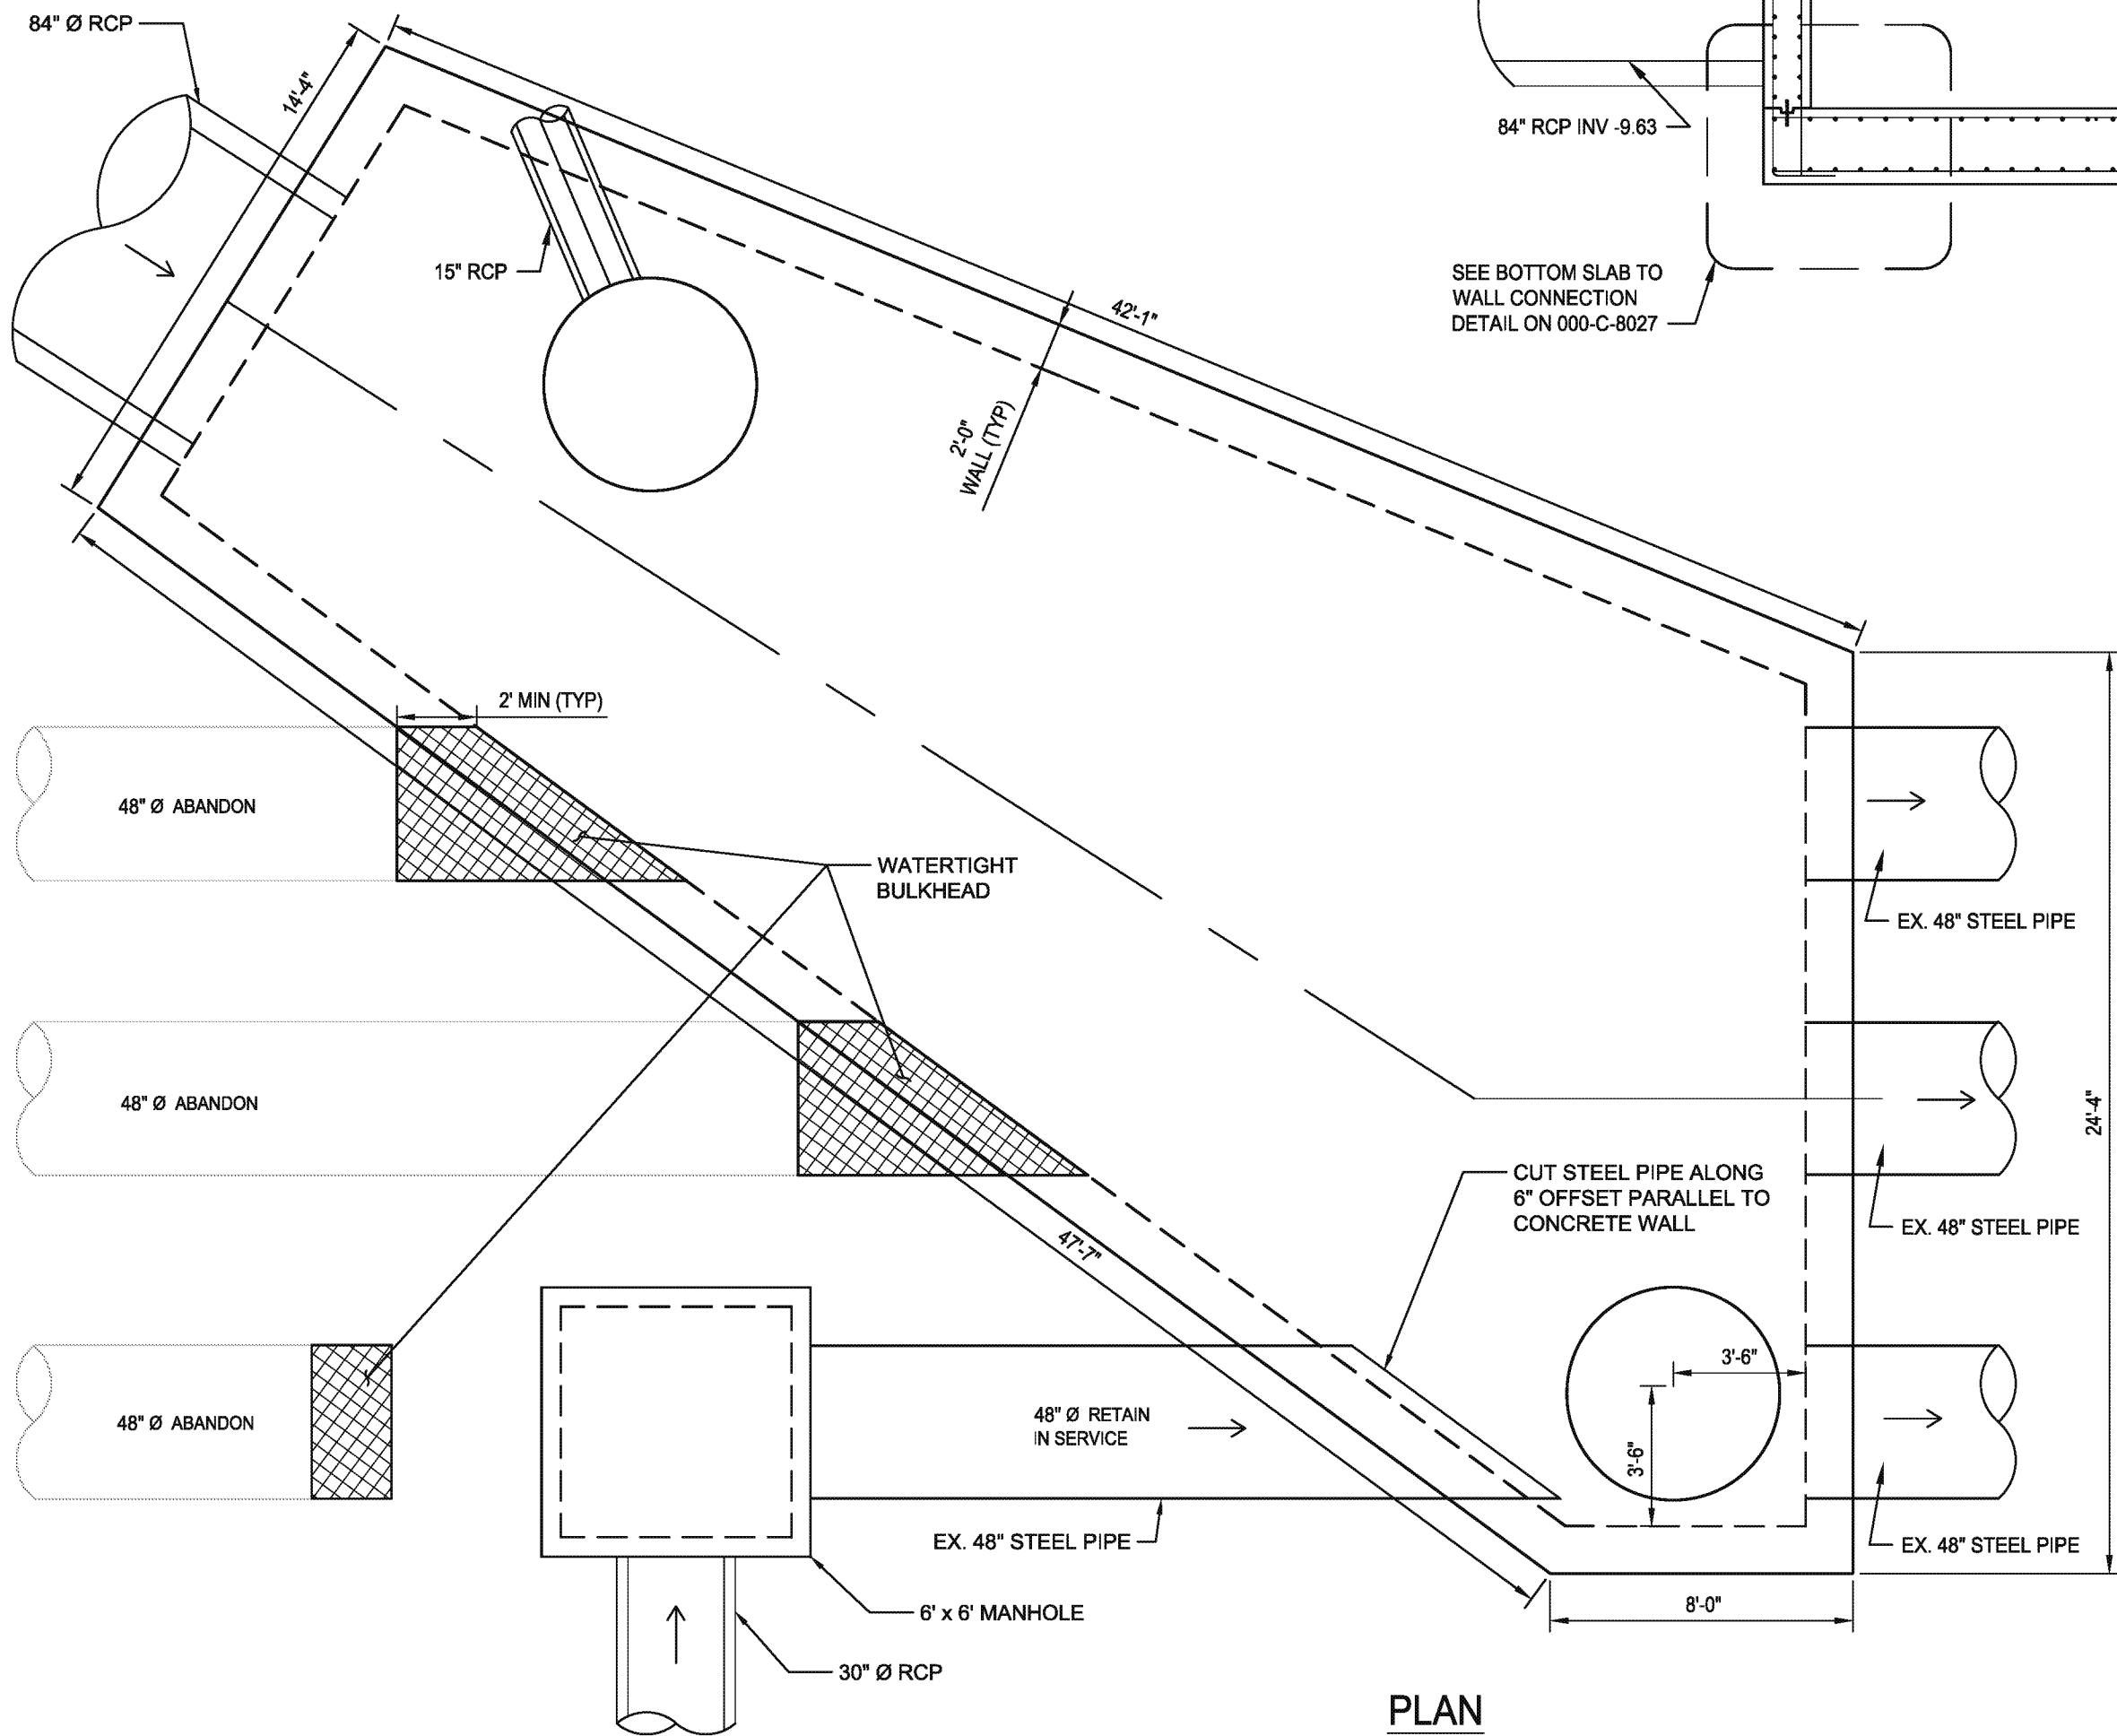 84" Ø RCP
14'-4"
84" RCP INV -9.63
15" RCP
42'-1"
SEE BOTTOM SLAB TO
WALL CONNECTION
DETAIL ON 000-C-8027
2'-0"
WALL (TYP)
2' MIN (TYP)
48" Ø ABANDON
WATERTIGHT
BULKHEAD
EX. 48" STEEL PIPE
48" Ø ABANDON
24'-4"
CUT STEEL PIPE ALONG
6" OFFSET PARALLEL TO
CONCRETE WALL
EX. 48" STEEL PIPE
47'-7"
3'-6"
3'-6"
48" Ø ABANDON
48" Ø RETAIN
IN SERVICE
EX. 48" STEEL PIPE
EX. 48" STEEL PIPE
8'-0"
6' x 6' MANHOLE
30" Ø RCP
PLAN